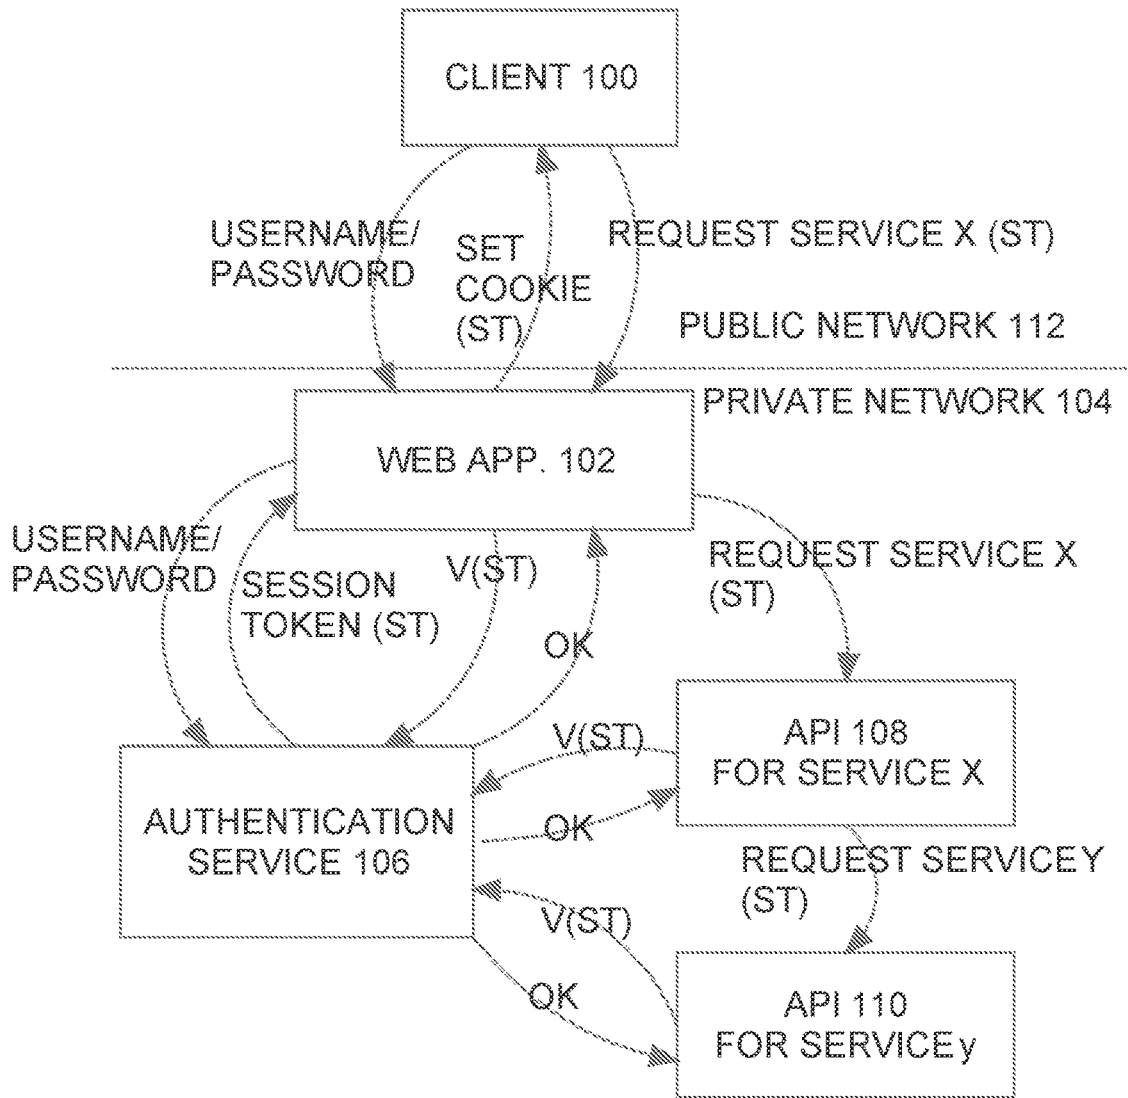 CLIENT 100
USERNAME/
PASSWORD
SET
COOKIE
(ST)
REQUEST SERVICE X (ST)
PUBLIC NETWORK 112
PRIVATE NETWORK 104
WEB APP. 102
USERNAME/
PASSWORD
SESSION
TOKEN (ST)
V(ST)
OK
REQUEST SERVICE X
(ST)
API 108
FOR SERVICE X
V(ST)
OK
AUTHENTICATION
SERVICE 106
REQUEST SERVICEY
(ST)
V(ST)
OK
API 110
FOR SERVICEy